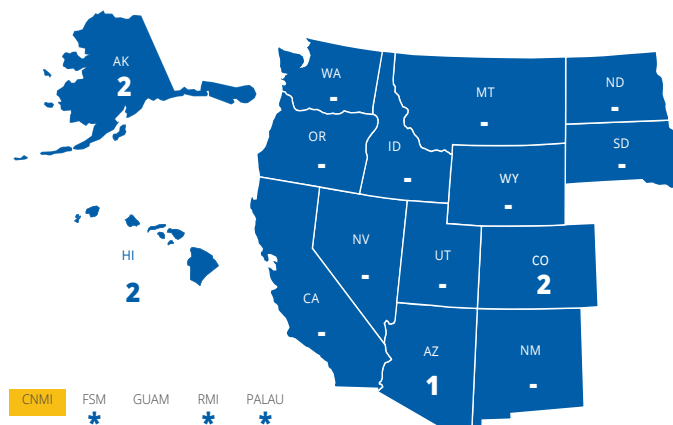 AK
2
WA
-
MT
-
ND
-
OR
-
ID
-
SD
-
WY
-
HI
2
NV
-
UT
-
CO
2
CA
-
AZ
1
NM
-
CNMI
FSM
*
GUAM
RMI
*
PALAU
*